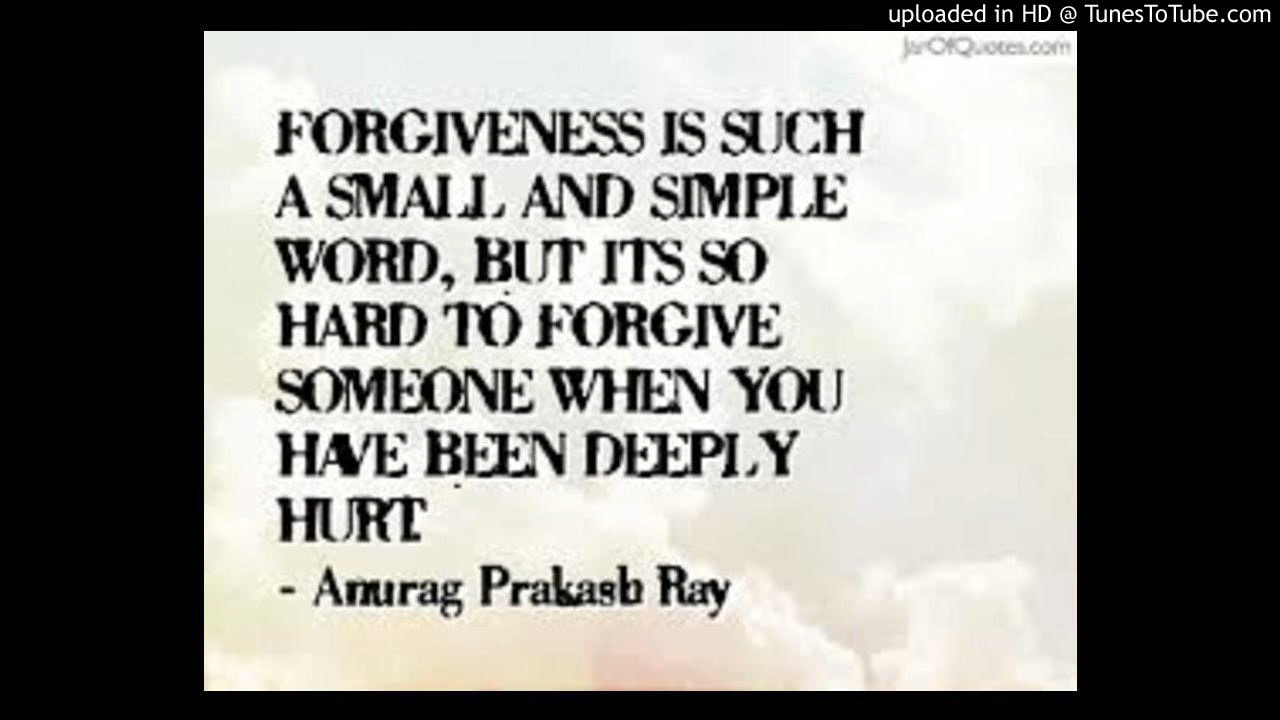 uploaded in HD @ TunesToTube.com
JarOfQuotes.com
FORGIVENESS IS SUCH
A SMALL AND SIMPLE
WORD, BUT ITS SO
HARD TO FORGIVE
SOMEONE WHEN YOU
HAVE BEEN DEEPLY
HURT.
- Anurag Prakash Ray